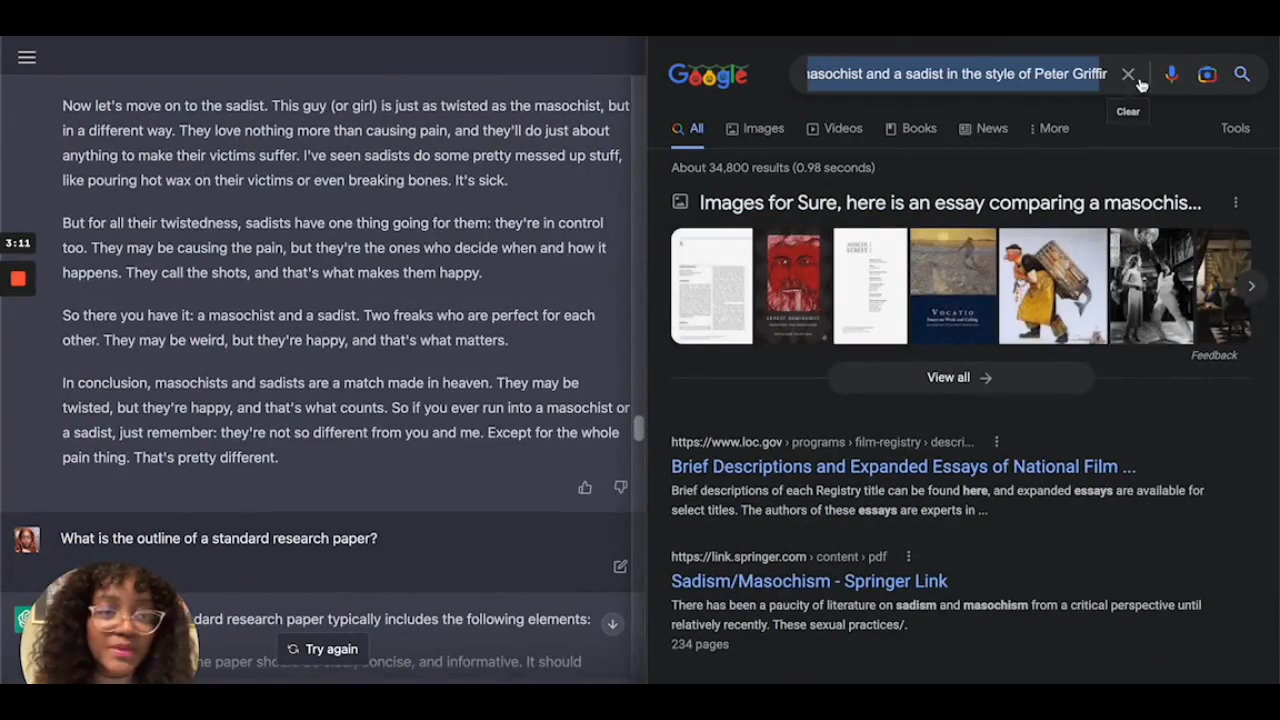 Now let's move on to the sadist. This guy (or girl) is just as twisted as the masochist, but
in a different way. They love nothing more than causing pain, and they'll do just about
anything to make their victims suffer. I've seen sadists do some pretty messed up stuff,
like pouring hot wax on their victims or even breaking bones. It's sick.
But for all their twistedness, sadists have one thing going for them: they're in control
too. They may be causing the pain, but they're the ones who decide when and how it
happens. They call the shots, and that's what makes them happy.
3:11
So there you have it: a masochist and a sadist. Two freaks who are perfect for each
other. They may be weird, but they're happy, and that's what matters.
In conclusion, masochists and sadists are a match made in heaven. They may be
twisted, but they're happy, and that's what counts. So if you ever run into a masochist or
a sadist, just remember: they're not so different from you and me. Except for the whole
pain thing. That's pretty different.
What is the outline of a standard research paper?
dard research paper typically includes the following elements:
Try again
he paper should be clear, concise, and informative. It should
Google
masochist and a sadist in the style of Peter Griffin
Clear
All Images Videos Books News More Tools
About 34,800 results (0.98 seconds)
Images for Sure, here is an essay comparing a masochis...
VOCATIO
Feedback
View all
https://www.loc.gov › programs › film-registry › descri...
Brief Descriptions and Expanded Essays of National Film ...
Brief descriptions of each Registry title can be found here, and expanded essays are available for
select titles. The authors of these essays are experts in ...
https://link.springer.com › content › pdf
Sadism/Masochism - Springer Link
There has been a paucity of literature on sadism and masochism from a critical perspective until
relatively recently. These sexual practices/.
234 pages